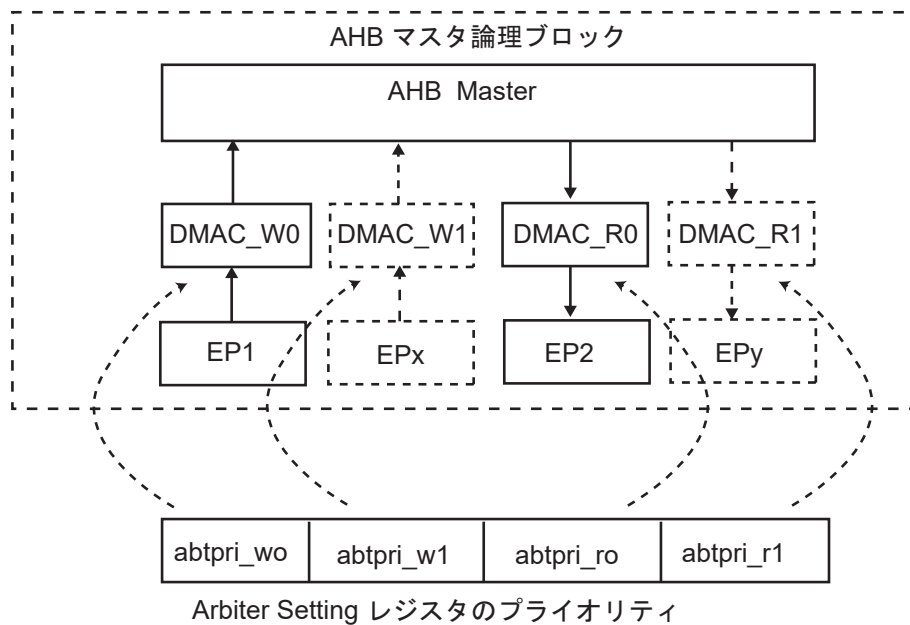 AHB マスタ論理ブロック
AHB Master
DMAC_W0 DMAC_W1 DMAC_R0 DMAC_R1
EP1 EPx EP2 EPy
abtpri_wo abtpri_w1 abtpri_ro abtpri_r1
Arbiter Setting レジスタのプライオリティ